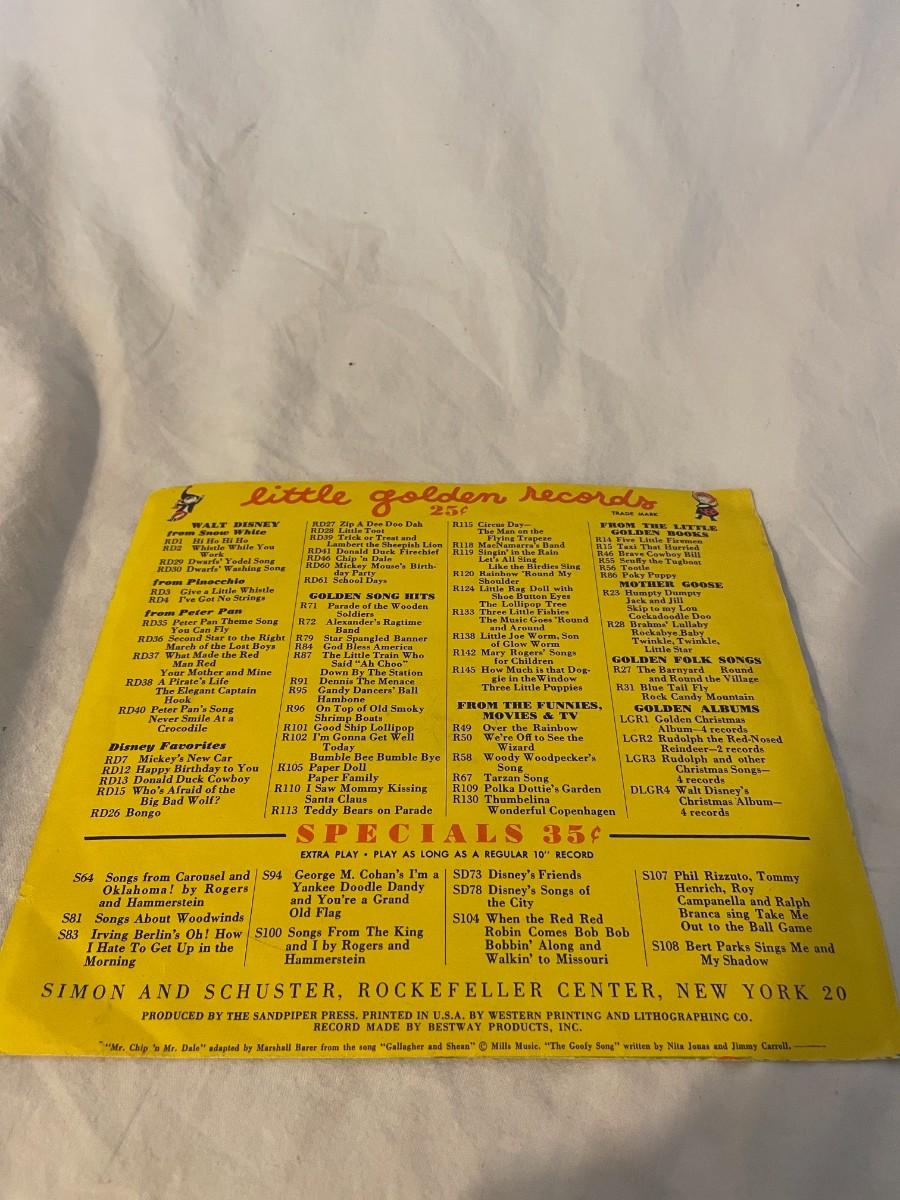 little golden records
25¢
TRADE MARK
WALT DISNEY
from Snow White
RD1 Hi Ho Hi Ho
RD2 Whistle While You
Work
RD29 Dwarfs' Yodel Song
RD30 Dwarfs' Washing Song
from Pinocchio
RD3 Give a Little Whistle
RD4 I've Got No Strings
from Peter Pan
RD35 Peter Pan Theme Song
You Can Fly
RD36 Second Star to the Right
March of the Lost Boys
RD37 What Made the Red
Man Red
Your Mother and Mine
RD38 A Pirate's Life
The Elegant Captain
Hook
RD40 Peter Pan's Song
Never Smile At a
Crocodile
Disney Favorites
RD7 Mickey's New Car
RD12 Happy Birthday to You
RD13 Donald Duck Cowboy
RD15 Who's Afraid of the
Big Bad Wolf?
RD26 Bongo
RD27 Zip A Dee Doo Dah
RD28 Little Toot
RD39 Trick or Treat and
Lambert the Sheepish Lion
RD41 Donald Duck Firechief
RD46 Chip 'n Dale
RD60 Mickey Mouse's Birth-
day Party
RD61 School Days
GOLDEN SONG HITS
R71 Parade of the Wooden
Soldiers
R72 Alexander's Ragtime
Band
R79 Star Spangled Banner
R84 God Bless America
R87 The Little Train Who
Said "Ah Choo"
Down By The Station
R91 Dennis The Menace
R95 Gandy Dancers' Ball
Hambone
R96 On Top of Old Smoky
Shrimp Boats
R101 Good Ship Lollipop
R102 I'm Gonna Get Well
Today
Bumble Bee Bumble Bye
R105 Paper Doll
Paper Family
R110 I Saw Mommy Kissing
Santa Claus
R113 Teddy Bears on Parade
R115 Circus Day—
The Man on the
Flying Trapeze
R118 MacNamarra's Band
R119 Singin' in the Rain
Let's All Sing
Like the Birdies Sing
R120 Rainbow 'Round My
Shoulder
R124 Little Rag Doll with
Shoe Button Eyes
The Lollipop Tree
R133 Three Little Fishies
The Music Goes 'Round
and Around
R138 Little Joe Worm, Son
of Glow Worm
R142 Mary Rogers' Songs
for Children
R145 How Much is that Dog-
gie in the Window
Three Little Puppies
FROM THE FUNNIES,
MOVIES & TV
R49 Over the Rainbow
R50 We're Off to See the
Wizard
R58 Woody Woodpecker's
Song
R67 Tarzan Song
R109 Polka Dottie's Garden
R130 Thumbelina
Wonderful Copenhagen
FROM THE LITTLE
GOLDEN BOOKS
R14 Five Little Firemen
R15 Taxi That Hurried
R46 Brave Cowboy Bill
R55 Scuffy the Tugboat
R56 Tootle
R86 Poky Puppy
MOTHER GOOSE
R23 Humpty Dumpty
Jack and Jill
Skip to my Lou
Cockadoodle Doo
R28 Brahms' Lullaby
Rockabye Baby
Twinkle, Twinkle,
Little Star
GOLDEN FOLK SONGS
R27 The Barnyard Round
and Round the Village
R31 Blue Tail Fly
Rock Candy Mountain
GOLDEN ALBUMS
LGR1 Golden Christmas
Album—4 records
LGR2 Rudolph the Red-Nosed
Reindeer—2 records
LGR3 Rudolph and other
Christmas Songs—
4 records
DLGR4 Walt Disney's
Christmas Album—
4 records
SPECIALS 35¢
EXTRA PLAY • PLAY AS LONG AS A REGULAR 10" RECORD
S64 Songs from Carousel and
Oklahoma! by Rogers
and Hammerstein
S81 Songs About Woodwinds
S83 Irving Berlin's Oh! How
I Hate To Get Up in the
Morning
S94 George M. Cohan's I'm a
Yankee Doodle Dandy
and You're a Grand
Old Flag
S100 Songs From The King
and I by Rogers and
Hammerstein
SD73 Disney's Friends
SD78 Disney's Songs of
the City
S104 When the Red Red
Robin Comes Bob Bob
Bobbin' Along and
Walkin' to Missouri
S107 Phil Rizzuto, Tommy
Henrich, Roy
Campanella and Ralph
Branca sing Take Me
Out to the Ball Game
S108 Bert Parks Sings Me and
My Shadow
SIMON AND SCHUSTER, ROCKEFELLER CENTER, NEW YORK 20
PRODUCED BY THE SANDPIPER PRESS. PRINTED IN U.S.A. BY WESTERN PRINTING AND LITHOGRAPHING CO.
RECORD MADE BY BESTWAY PRODUCTS, INC.
"Mr. Chip 'n Mr. Dale" adapted by Marshall Barer from the song "Gallagher and Shean" © Mills Music. "The Goofy Song" written by Nita Jonas and Jimmy Carroll.